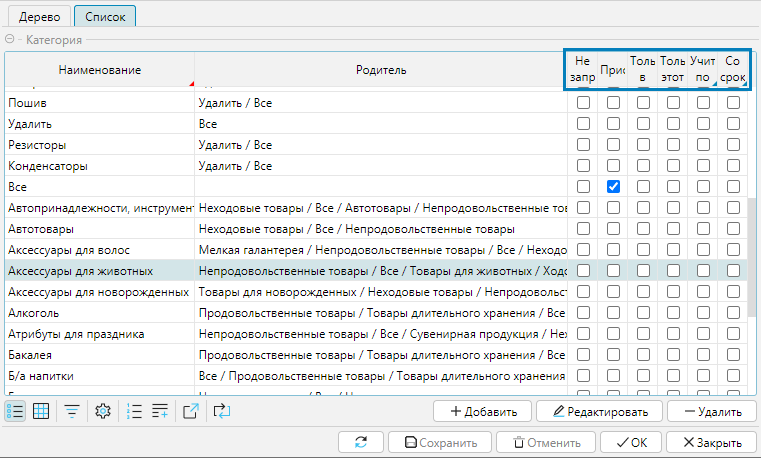 Дерево Список
Категория
Наименование Родитель Не запр Прис Толь в Толь этот Учит по Со срок
Пошив Удалить / Все
Удалить Все
Резисторы Удалить / Все
Конденсаторы Удалить / Все
Все
Автопринадлежности, инструмент Неходовые товары / Все / Автотовары / Непродовольственные тов
Автотовары Неходовые товары / Все / Непродовольственные товары
Аксессуары для волос Мелкая галантерея / Непродовольственные товары / Все / Неходо
Аксессуары для животных Непродовольственные товары / Все / Товары для животных / Ходо
Аксессуары для новорожденных Товары для новорожденных / Неходовые товары / Непродовольст
Алкоголь Продовольственные товары / Товары длительного хранения / Все
Атрибуты для праздника Непродовольственные товары / Все / Сувенирная продукция / Нех
Бакалея Продовольственные товары / Товары длительного хранения / Все
Б/а напитки Все / Продовольственные товары / Товары длительного хранения
Добавить Редактировать Удалить
Сохранить Отменить ОК Закрыть